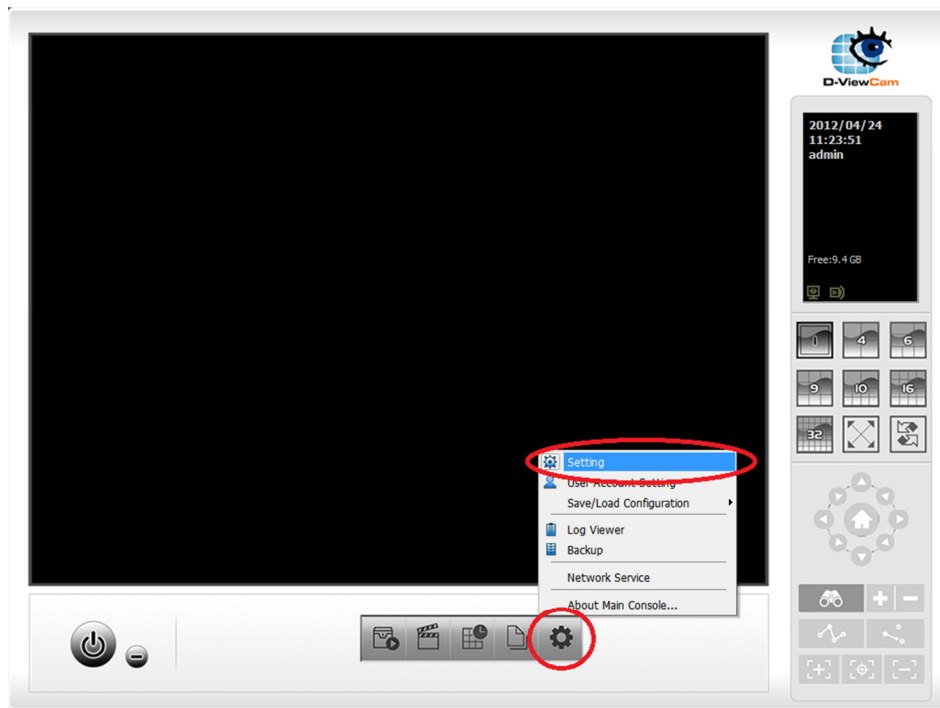 D-ViewCam
2012/04/24
11:23:51
admin
Free:9.4 GB
1 4 6
9 10 16
32
Setting
User Account Setting
Save/Load Configuration
Log Viewer
Backup
Network Service
About Main Console...